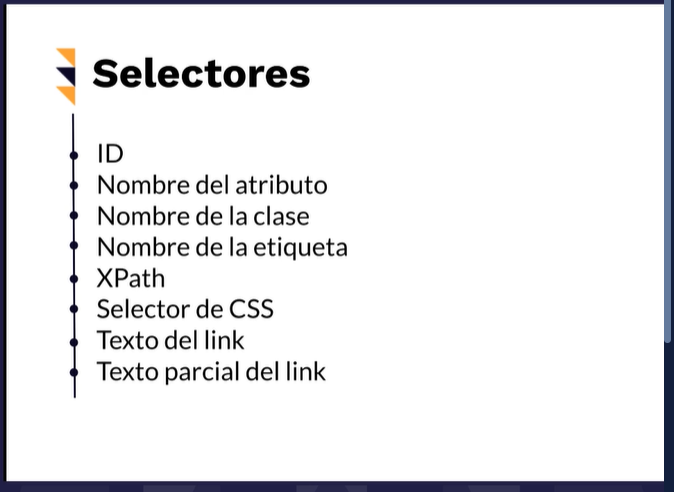 Selectores
ID
Nombre del atributo
Nombre de la clase
Nombre de la etiqueta
XPath
Selector de CSS
Texto del link
Texto parcial del link